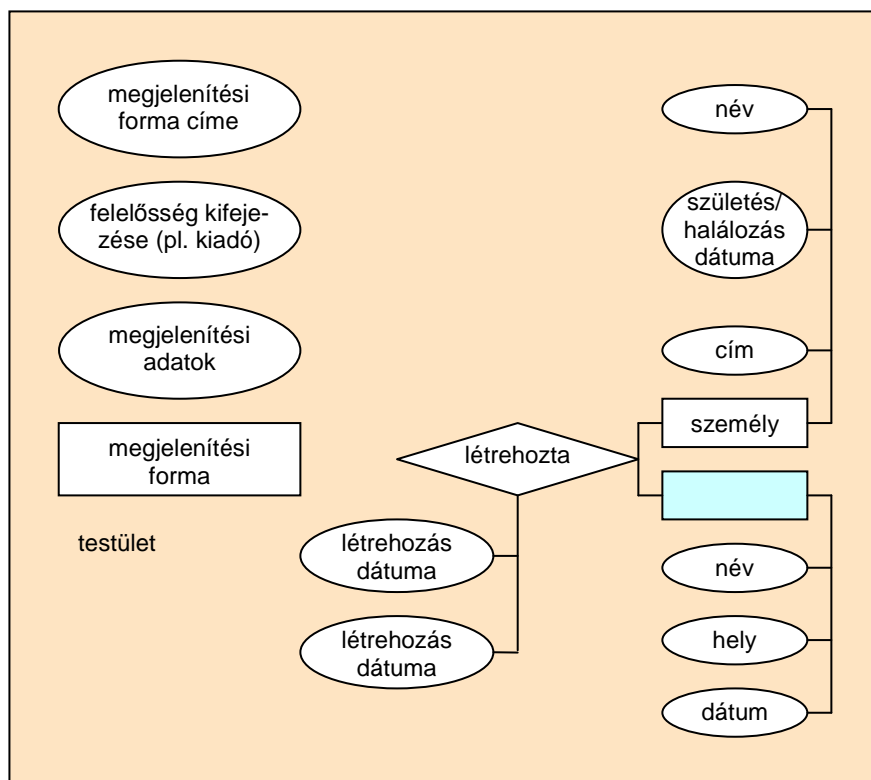 megjelenítési
forma címe
név
felelősség kifeje-
zése (pl. kiadó)
születés/
halálozás
dátuma
megjelenítési
adatok
cím
személy
megjelenítési
forma
létrehozta
testület
létrehozás
dátuma
név
létrehozás
dátuma
hely
dátum